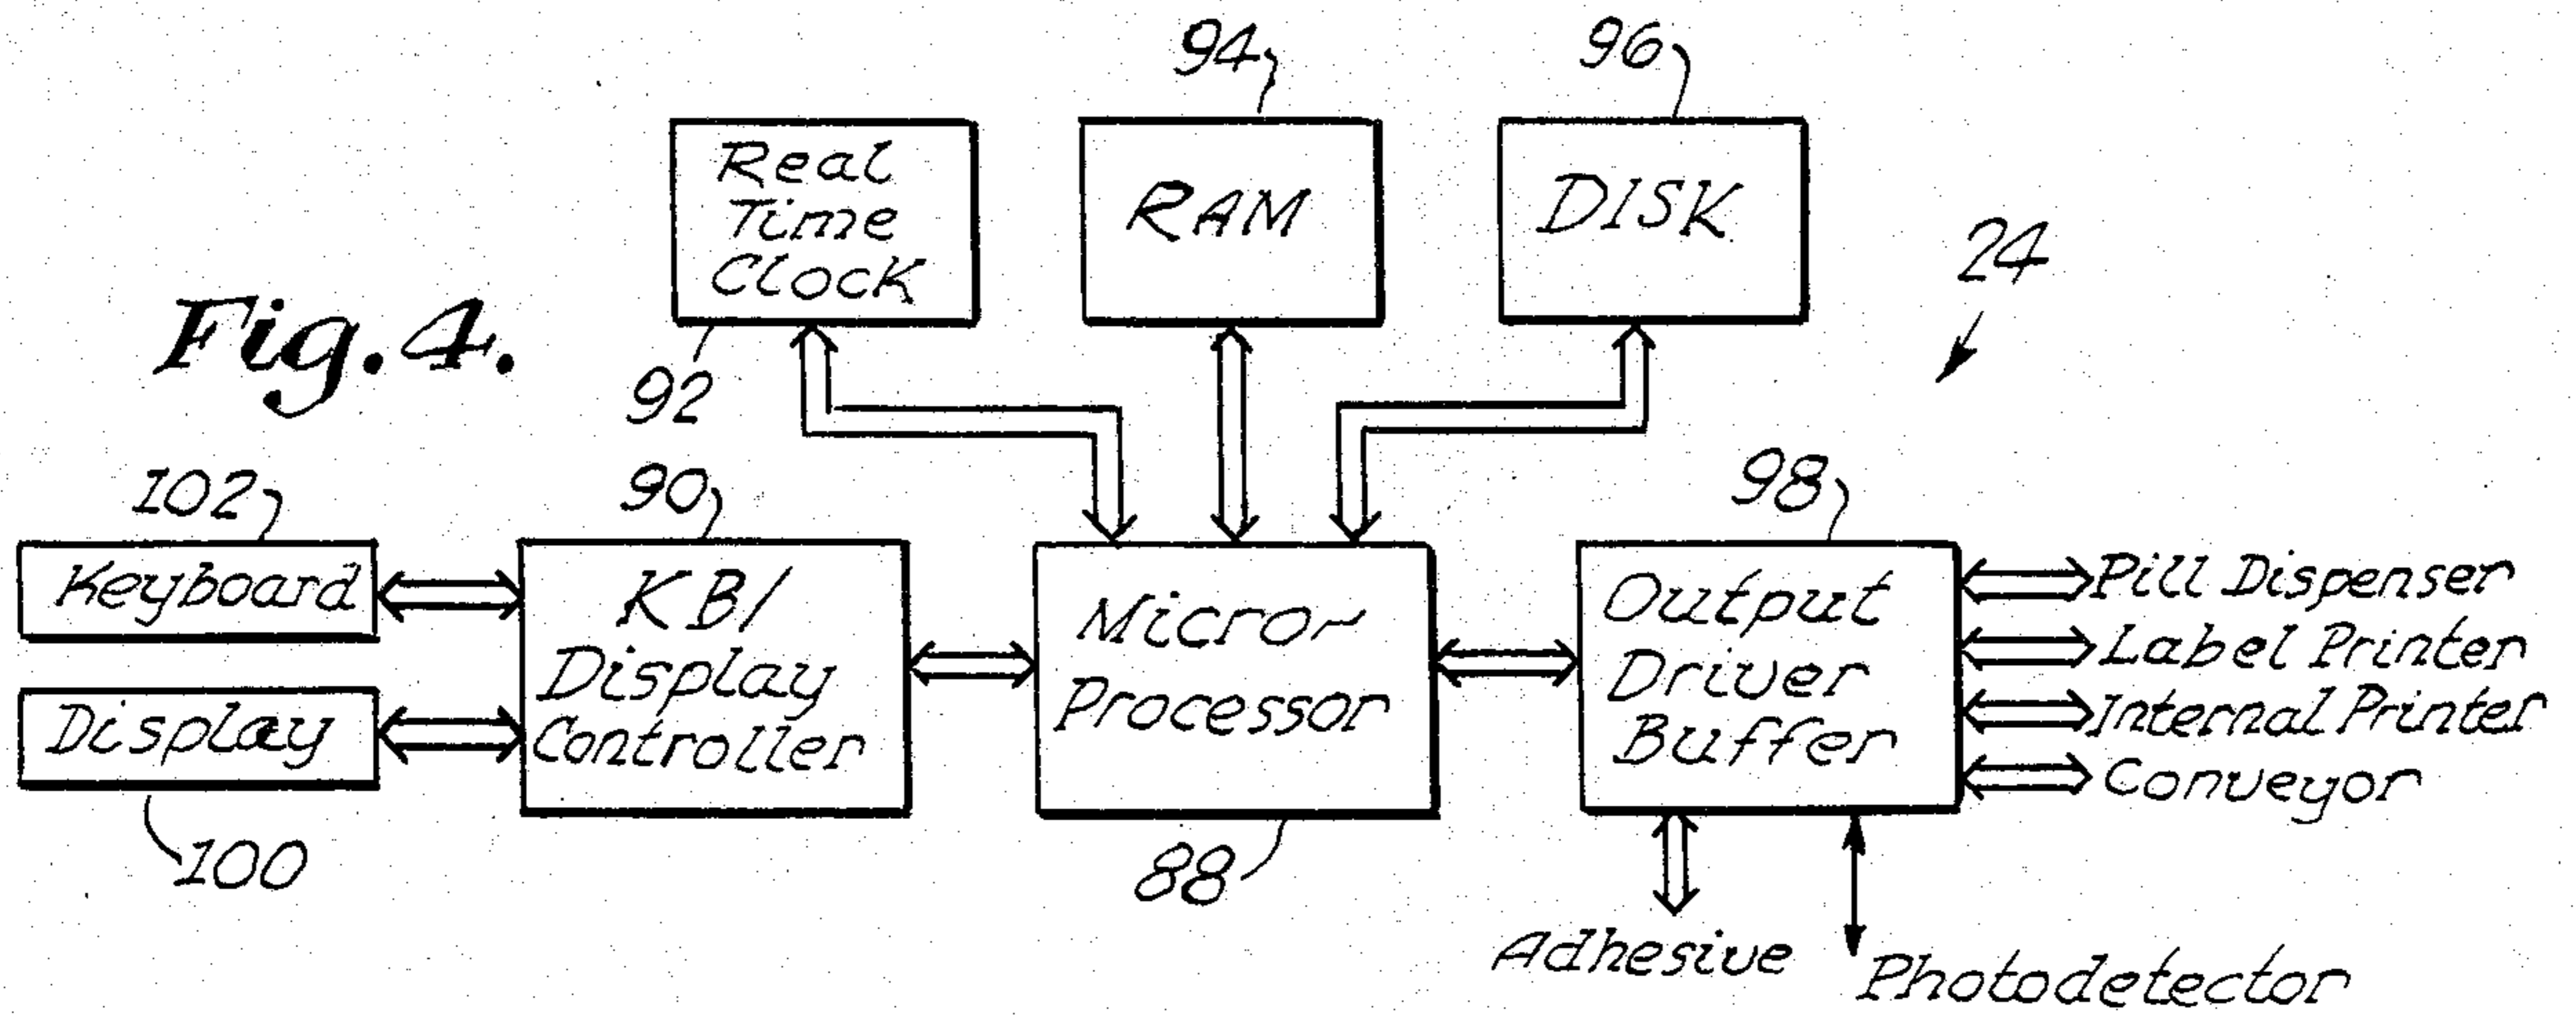 94
96
Real
Time
Clock
RAM
DISK
24
Fig. 4.
92
102
90
98
Keyboard
KB/
Display
Controller
Micro-
Processor
Output
Driver
Buffer
Pill Dispenser
Label Printer
Internal Printer
Conveyor
Display
100
88
Adhesive
Photodetector